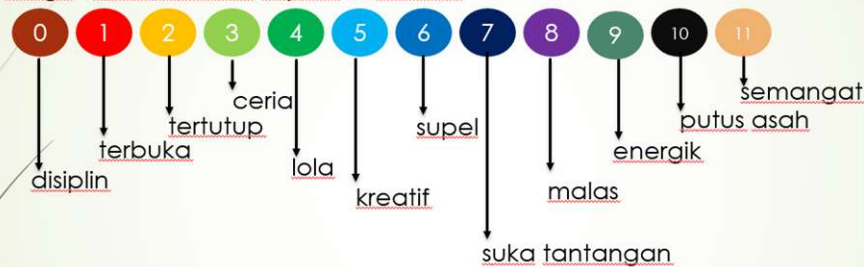 0 1 2 3 4 5 6 7 8 9 10 11
semangat
ceria
putus asah
tertutup
supel
terbuka
energik
lola
disiplin
kreatif
malas
suka tantangan